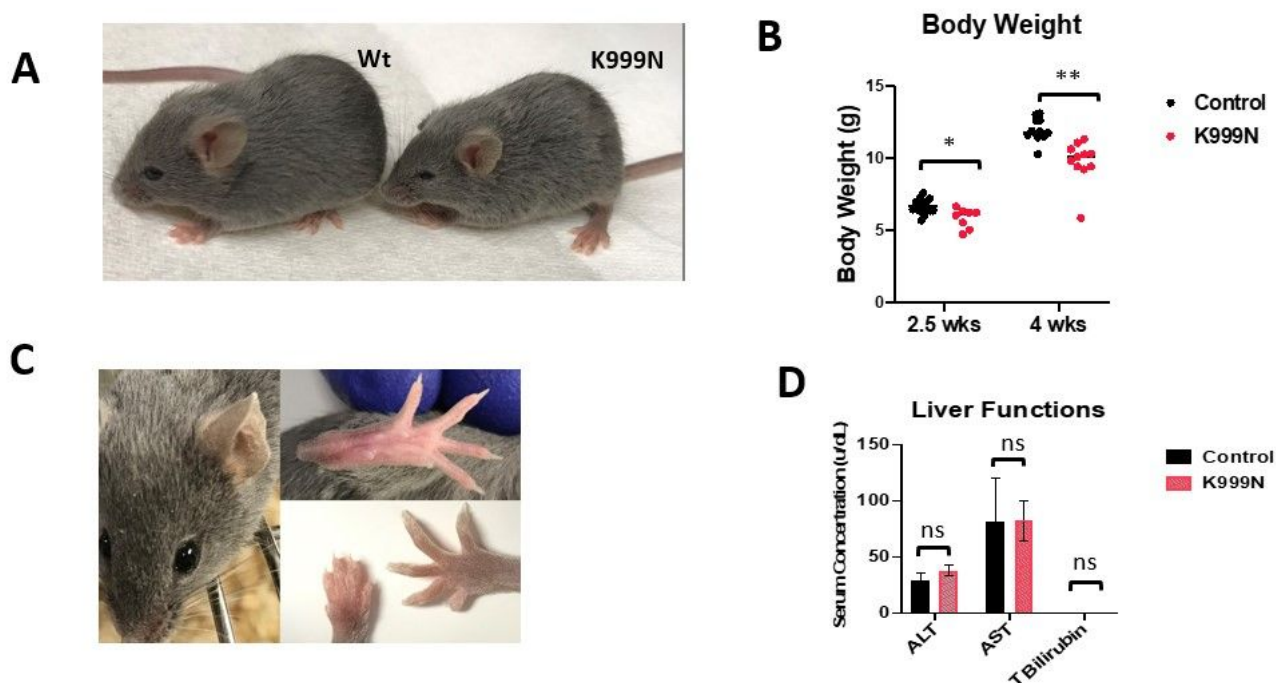 A
Wt
K999N
B
Body Weight
Body Weight (g)
15
10
5
0
*
**
2.5 wks
4 wks
Control
K999N
C
D
Liver Functions
Serum Concentration (u/dL)
150
100
50
0
ns
ns
ns
ALT
AST
T Bilirubin
Control
K999N